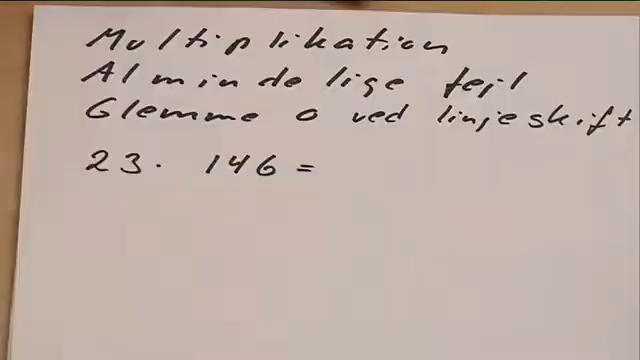 Multiplikation
Almindelige fejl
Glemme 0 ved linjeskift
23 · 146 =